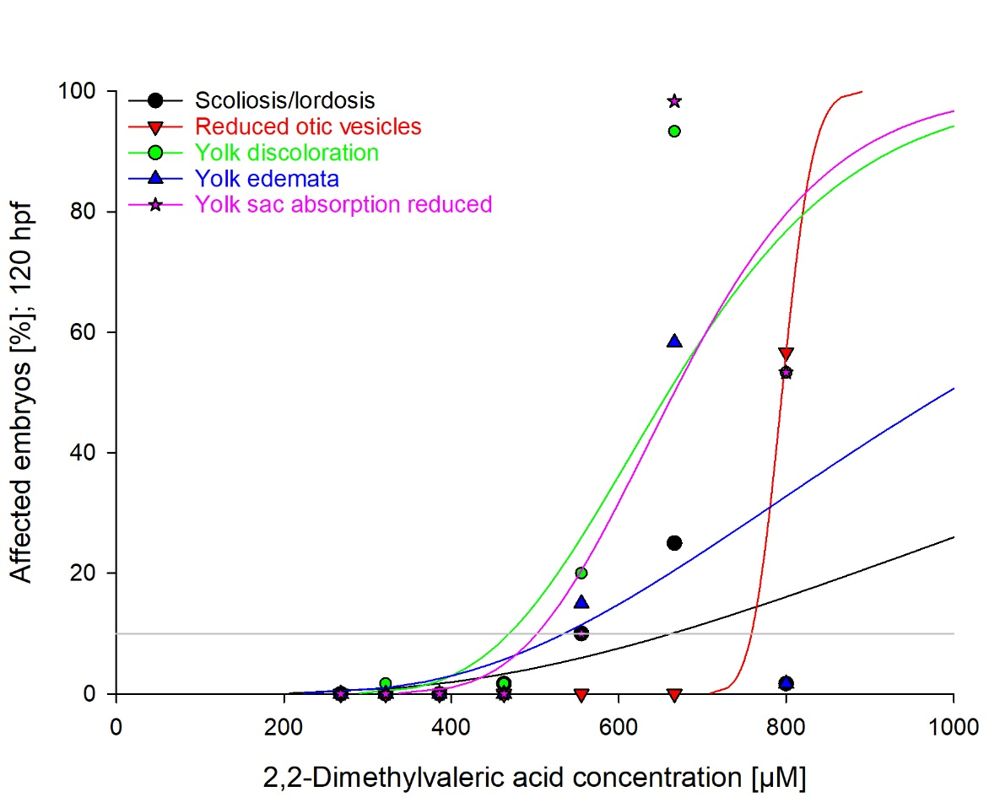 100
80
60
40
20
0
Affected embryos [%]; 120 hpf
Scoliosis/lordosis
Reduced otic vesicles
Yolk discoloration
Yolk edemata
Yolk sac absorption reduced
0 200 400 600 800 1000
2,2-Dimethylvaleric acid concentration [µM]